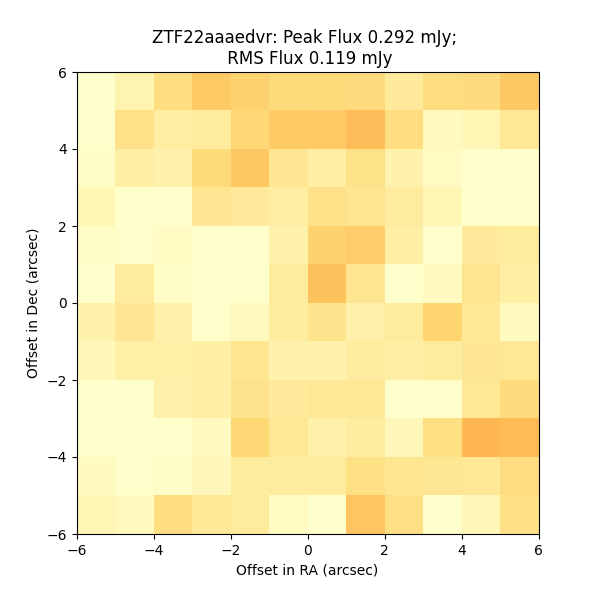 ZTF22aaaedvr: Peak Flux 0.292 mJy;
RMS Flux 0.119 mJy
6
4
2
0
−2
−4
−6
Offset in Dec (arcsec)
−6 −4 −2 0 2 4 6
Offset in RA (arcsec)